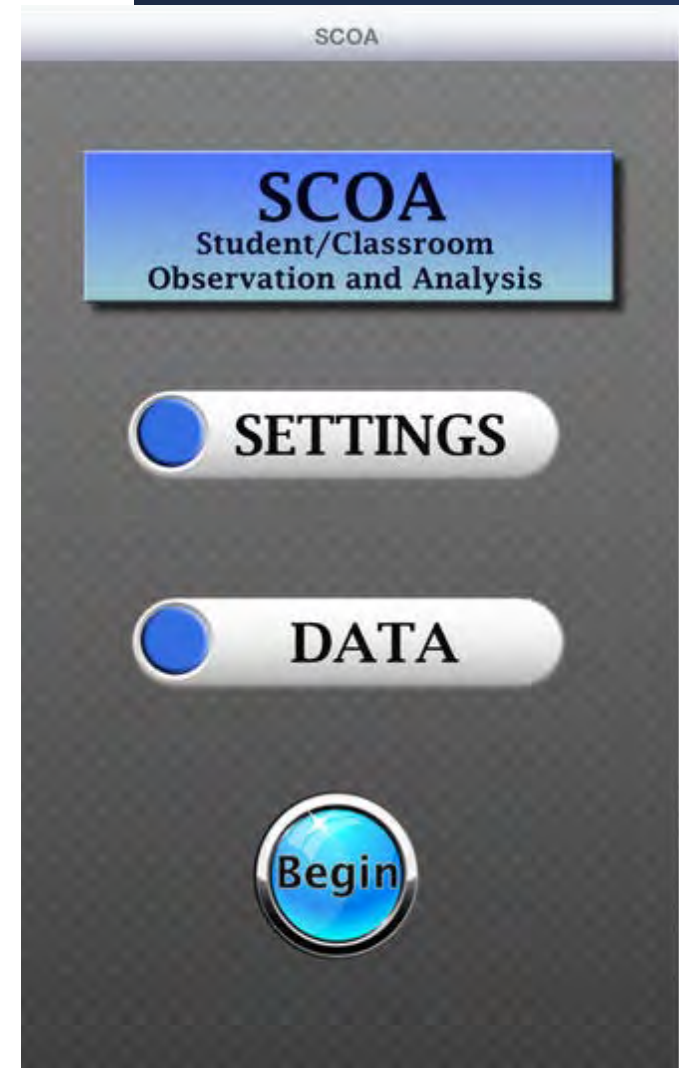 SCOA
SCOA
Student/Classroom
Observation and Analysis
SETTINGS
DATA
Begin